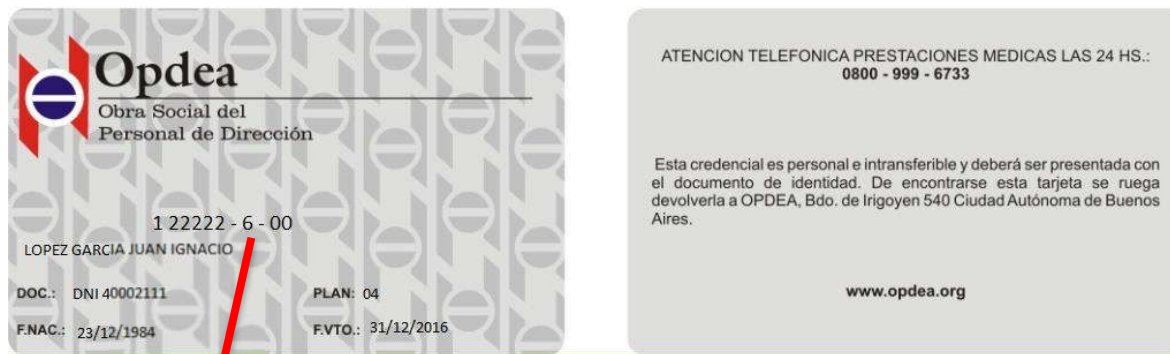 Opdea
Obra Social del
Personal de Dirección
1 22222 - 6 - 00
LOPEZ GARCIA JUAN IGNACIO
DOC.: DNI 40002111 PLAN: 04
F.NAC.: 23/12/1984 F.VTO.: 31/12/2016
ATENCION TELEFONICA PRESTACIONES MEDICAS LAS 24 HS.:
0800 - 999 - 6733
Esta credencial es personal e intransferible y deberá ser presentada con
el documento de identidad. De encontrarse esta tarjeta se ruega
devolverla a OPDEA, Bdo. de Irigoyen 540 Ciudad Autónoma de Buenos
Aires.
www.opdea.org